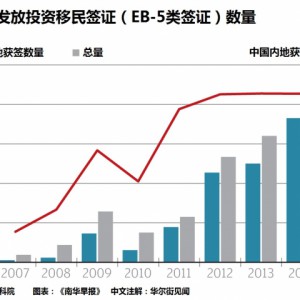 发放投资移民签证（EB-5类签证）数量
地获签数量 总量 中国内地获
2007 2008 2009 2010 2011 2012 2013 20
科院 图表：《南华早报》 中文注解：华尔街见闻